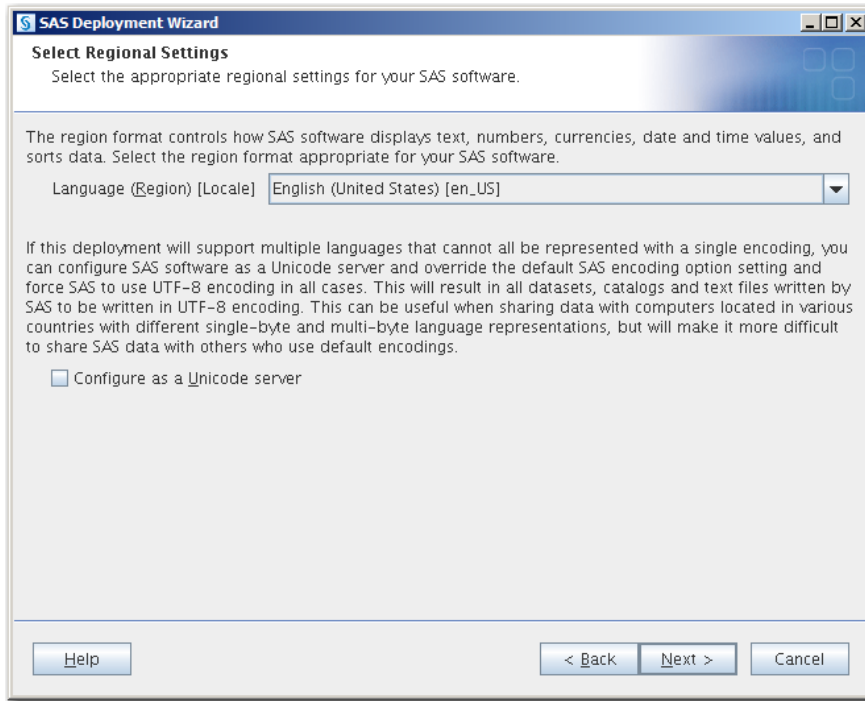 SAS Deployment Wizard
Select Regional Settings
Select the appropriate regional settings for your SAS software.
The region format controls how SAS software displays text, numbers, currencies, date and time values, and
sorts data. Select the region format appropriate for your SAS software.
Language (Region) [Locale] English (United States) [en_US]
If this deployment will support multiple languages that cannot all be represented with a single encoding, you
can configure SAS software as a Unicode server and override the default SAS encoding option setting and
force SAS to use UTF-8 encoding in all cases. This will result in all datasets, catalogs and text files written by
SAS to be written in UTF-8 encoding. This can be useful when sharing data with computers located in various
countries with different single-byte and multi-byte language representations, but will make it more difficult
to share SAS data with others who use default encodings.
Configure as a Unicode server
Help < Back Next > Cancel